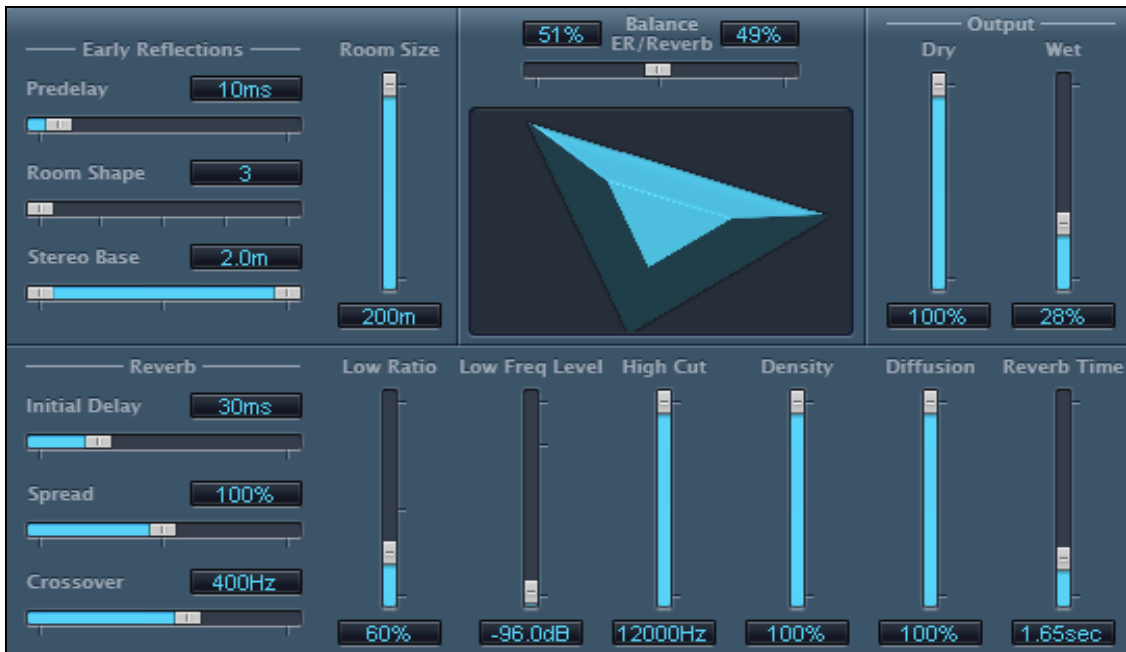 Early Reflections
Predelay 10ms
Room Shape 3
Stereo Base 2.0m
Room Size
200m
51% Balance ER/Reverb 49%
Output
Dry Wet
100% 28%
Reverb
Initial Delay 30ms
Spread 100%
Crossover 400Hz
Low Ratio Low Freq Level High Cut Density Diffusion Reverb Time
60% -96.0dB 12000Hz 100% 100% 1.65sec